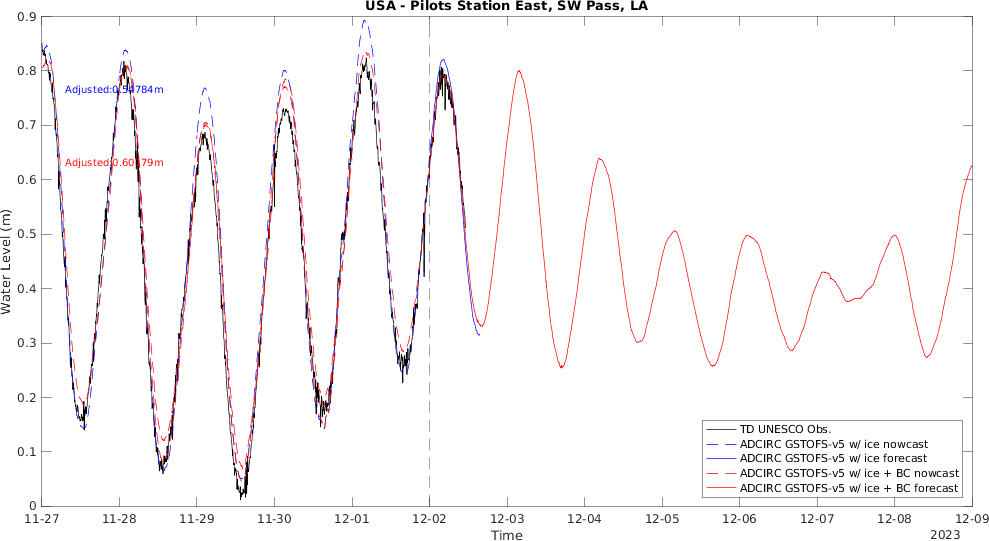 USA - Pilots Station East, SW Pass, LA
0.9
0.8
0.7
0.6
0.5
0.4
0.3
0.2
0.1
0
Water Level (m)
Adjusted:0.54784m
TD UNESCO Obs.
ADCIRC GSTOFS-v5 w/ ice nowcast
ADCIRC GSTOFS-v5 w/ ice forecast
ADCIRC GSTOFS-v5 w/ ice + BC nowcast
ADCIRC GSTOFS-v5 w/ ice + BC forecast
11-27 11-28 11-29 11-30 12-01 12-02 12-03 12-04 12-05 12-06 12-07 12-08 12-09
Time
2023